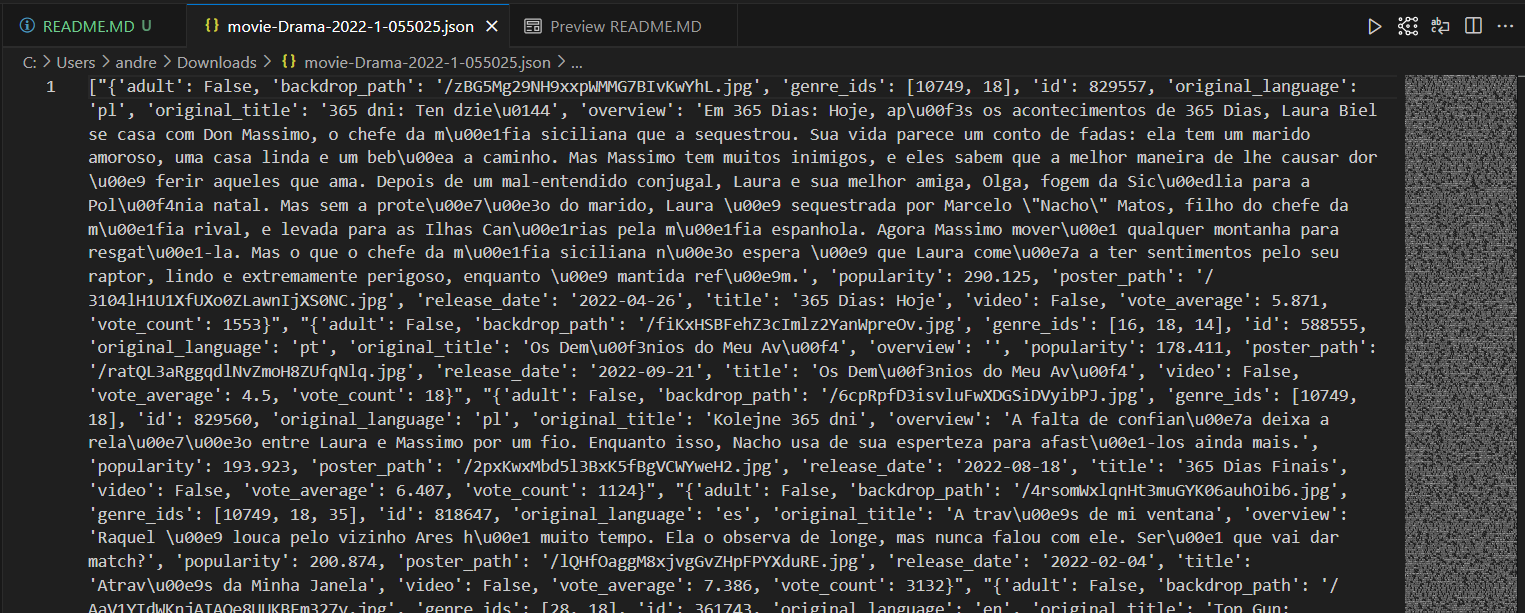 README.MD U
movie-Drama-2022-1-055025.json
Preview README.MD
C: > Users > andre > Downloads > {} movie-Drama-2022-1-055025.json > ...
1
["{'adult': False, 'backdrop_path': '/zBG5Mg29NH9xxpWMMG7BIvKwYhL.jpg', 'genre_ids': [10749, 18], 'id': 829557, 'original_language':
'pl', 'original_title': '365 dni: Ten dzie\u0144', 'overview': 'Em 365 Dias: Hoje, ap\u00f3s os acontecimentos de 365 Dias, Laura Biel
se casa com Don Massimo, o chefe da m\u00e1fia siciliana que a sequestrou. Sua vida parece um conto de fadas: ela tem um marido
amoroso, uma casa linda e um beb\u00ea a caminho. Mas Massimo tem muitos inimigos, e eles sabem que a melhor maneira de lhe causar dor
\u00e9 ferir aqueles que ama. Depois de um mal-entendido conjugal, Laura e sua melhor amiga, Olga, fogem da Sic\u00edlia para a
Pol\u00f4nia natal. Mas sem a prote\u00e7\u00e3o do marido, Laura \u00e9 sequestrada por Marcelo \"Nacho\" Matos, filho do chefe da
m\u00e1fia rival, e levada para as Ilhas Can\u00e1rias pela m\u00e1fia espanhola. Agora Massimo mover\u00e1 qualquer montanha para
resgat\u00e1-la. Mas o que o chefe da m\u00e1fia siciliana n\u00e3o espera \u00e9 que Laura come\u00e7a a ter sentimentos pelo seu
raptor, lindo e extremamente perigoso, enquanto \u00e9 mantida ref\u00e9m.', 'popularity': 290.125, 'poster_path': '/
3104lH1U1XfUXo0ZLawnIjXS0NC.jpg', 'release_date': '2022-04-26', 'title': '365 Dias: Hoje', 'video': False, 'vote_average': 5.871,
'vote_count': 1553}", "{'adult': False, 'backdrop_path': '/fiKxHSBFehZ3cImlz2YanWpreOv.jpg', 'genre_ids': [16, 18, 14], 'id': 588555,
'original_language': 'pt', 'original_title': 'Os Dem\u00f3nios do Meu Av\u00f4', 'overview': '', 'popularity': 178.411, 'poster_path':
'/ratQL3aRggqdlNvZmoH8ZUfqNlq.jpg', 'release_date': '2022-09-21', 'title': 'Os Dem\u00f3nios do Meu Av\u00f4', 'video': False,
'vote_average': 4.5, 'vote_count': 18}", "{'adult': False, 'backdrop_path': '/6cpRpfD3isvluFwXDGSiDVyibPJ.jpg', 'genre_ids': [10749,
18], 'id': 829560, 'original_language': 'pl', 'original_title': 'Kolejne 365 dni', 'overview': 'A falta de confian\u00e7a deixa a
rela\u00e7\u00e3o entre Laura e Massimo por um fio. Enquanto isso, Nacho usa de sua esperteza para afast\u00e1-los ainda mais.',
'popularity': 193.923, 'poster_path': '/2pxKwxMbd5l3BxK5fBgVCWYweH2.jpg', 'release_date': '2022-08-18', 'title': '365 Dias Finais',
'video': False, 'vote_average': 6.407, 'vote_count': 1124}", "{'adult': False, 'backdrop_path': '/4rsomWxlqnHt3muGYK06auhOib6.jpg',
'genre_ids': [10749, 18, 35], 'id': 818647, 'original_language': 'es', 'original_title': 'A trav\u00e9s de mi ventana', 'overview':
'Raquel \u00e9 louca pelo vizinho Ares h\u00e1 muito tempo. Ela o observa de longe, mas nunca falou com ele. Ser\u00e1 que vai dar
match?', 'popularity': 200.874, 'poster_path': '/lQHfOaggM8xjvgGvZHpFPYXduRE.jpg', 'release_date': '2022-02-04', 'title':
'Atrav\u00e9s da Minha Janela', 'video': False, 'vote_average': 7.386, 'vote_count': 3132}", "{'adult': False, 'backdrop_path': '/
'genre_ids': [28, 18], 'id': 361743, 'original_language': 'en', 'original_title': 'Top Gun: